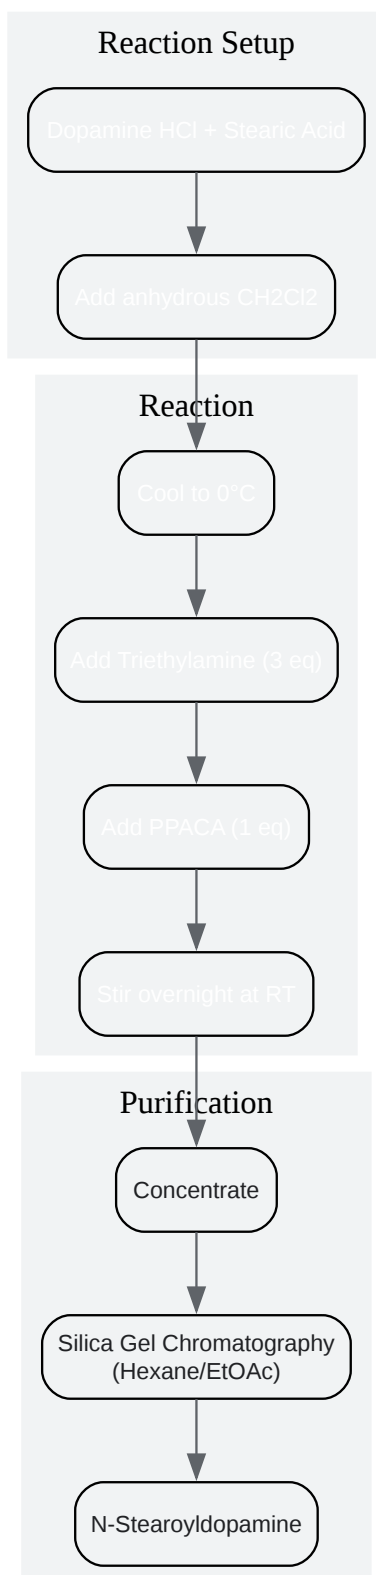 Reaction Setup
Dopamine HCl + Stearic Acid
Add anhydrous CH2Cl2
Reaction
Cool to 0°C
Add Triethylamine (3 eq)
Add PPACA (1 eq)
Stir overnight at RT
Purification
Concentrate
Silica Gel Chromatography
(Hexane/EtOAc)
N-Stearoyldopamine